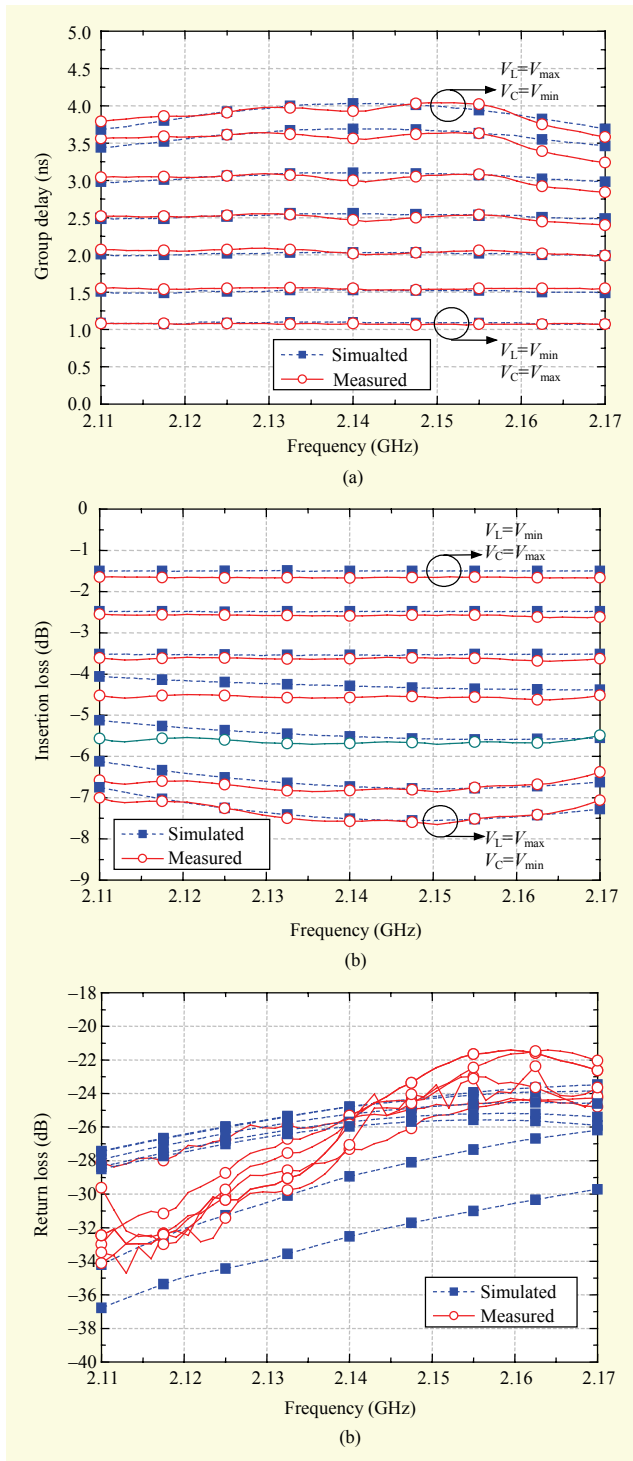 5.0
4.5
4.0
3.5
3.0
2.5
2.0
1.5
1.0
0.5
0.0
Group delay (ns)
VL=Vmax
VC=Vmin
VL=Vmin
VC=Vmax
Simualted
Measured
2.11 2.12 2.13 2.14 2.15 2.16 2.17
Frequency (GHz)
(a)
0
–1
–2
–3
–4
–5
–6
–7
–8
–9
Insertion loss (dB)
VL=Vmin
VC=Vmax
VL=Vmax
VC=Vmin
Simulated
Measured
2.11 2.12 2.13 2.14 2.15 2.16 2.17
Frequency (GHz)
(b)
–18
–20
–22
–24
–26
–28
–30
–32
–34
–36
–38
–40
Return loss (dB)
Simulated
Measured
2.11 2.12 2.13 2.14 2.15 2.16 2.17
Frequency (GHz)
(b)